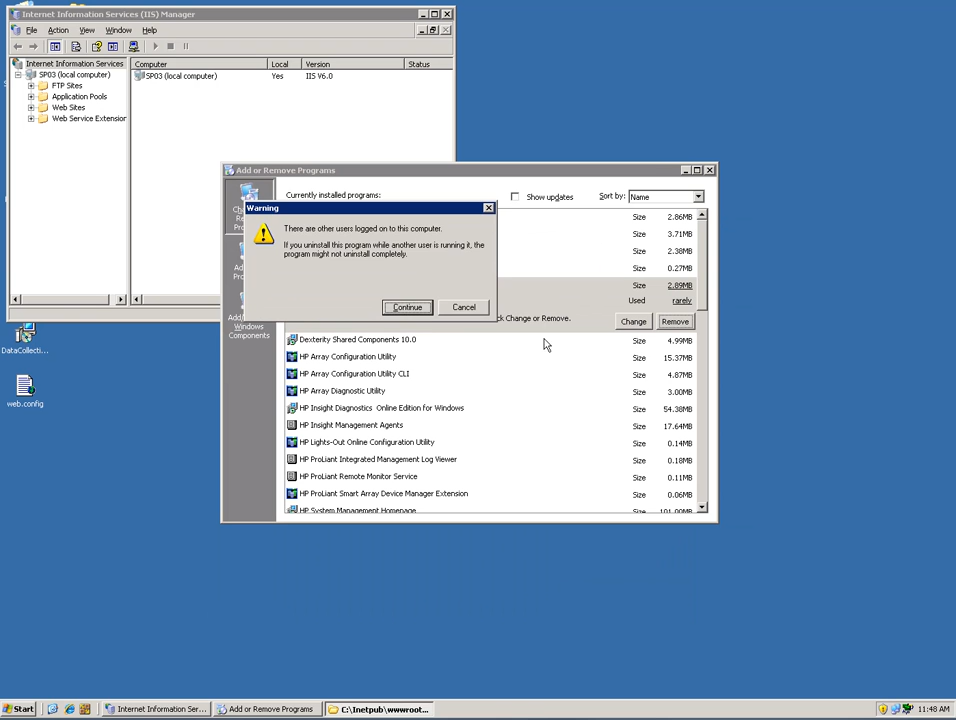 Internet Information Services (IIS) Manager
File Action View Window Help
Internet Information Services
SP03 (local computer)
FTP Sites
Application Pools
Web Sites
Web Service Extension
Computer Local Version Status
SP03 (local computer) Yes IIS V6.0
Add or Remove Programs
Currently installed programs:
Show updates
Sort by: Name
Size 2.86MB
Size 3.71MB
Size 2.38MB
Size 0.27MB
Size 2.89MB
Used rarely
Warning
There are other users logged on to this computer.
If you uninstall this program while another user is running it, the
program might not uninstall completely.
Continue Cancel
ck Change or Remove.
Change Remove
Windows
Components
Dexterity Shared Components 10.0 Size 4.99MB
HP Array Configuration Utility Size 15.37MB
HP Array Configuration Utility CLI Size 4.87MB
HP Array Diagnostic Utility Size 3.00MB
HP Insight Diagnostics Online Edition for Windows Size 54.38MB
HP Insight Management Agents Size 17.64MB
HP Lights-Out Online Configuration Utility Size 0.14MB
HP ProLiant Integrated Management Log Viewer Size 0.18MB
HP ProLiant Remote Monitor Service Size 0.11MB
HP ProLiant Smart Array Device Manager Extension Size 0.06MB
HP System Management Homepage Size 101.00MB
DataCollecti...
web.config
Start
Internet Information Ser...
Add or Remove Programs
C:\Inetpub\wwwroot...
11:48 AM